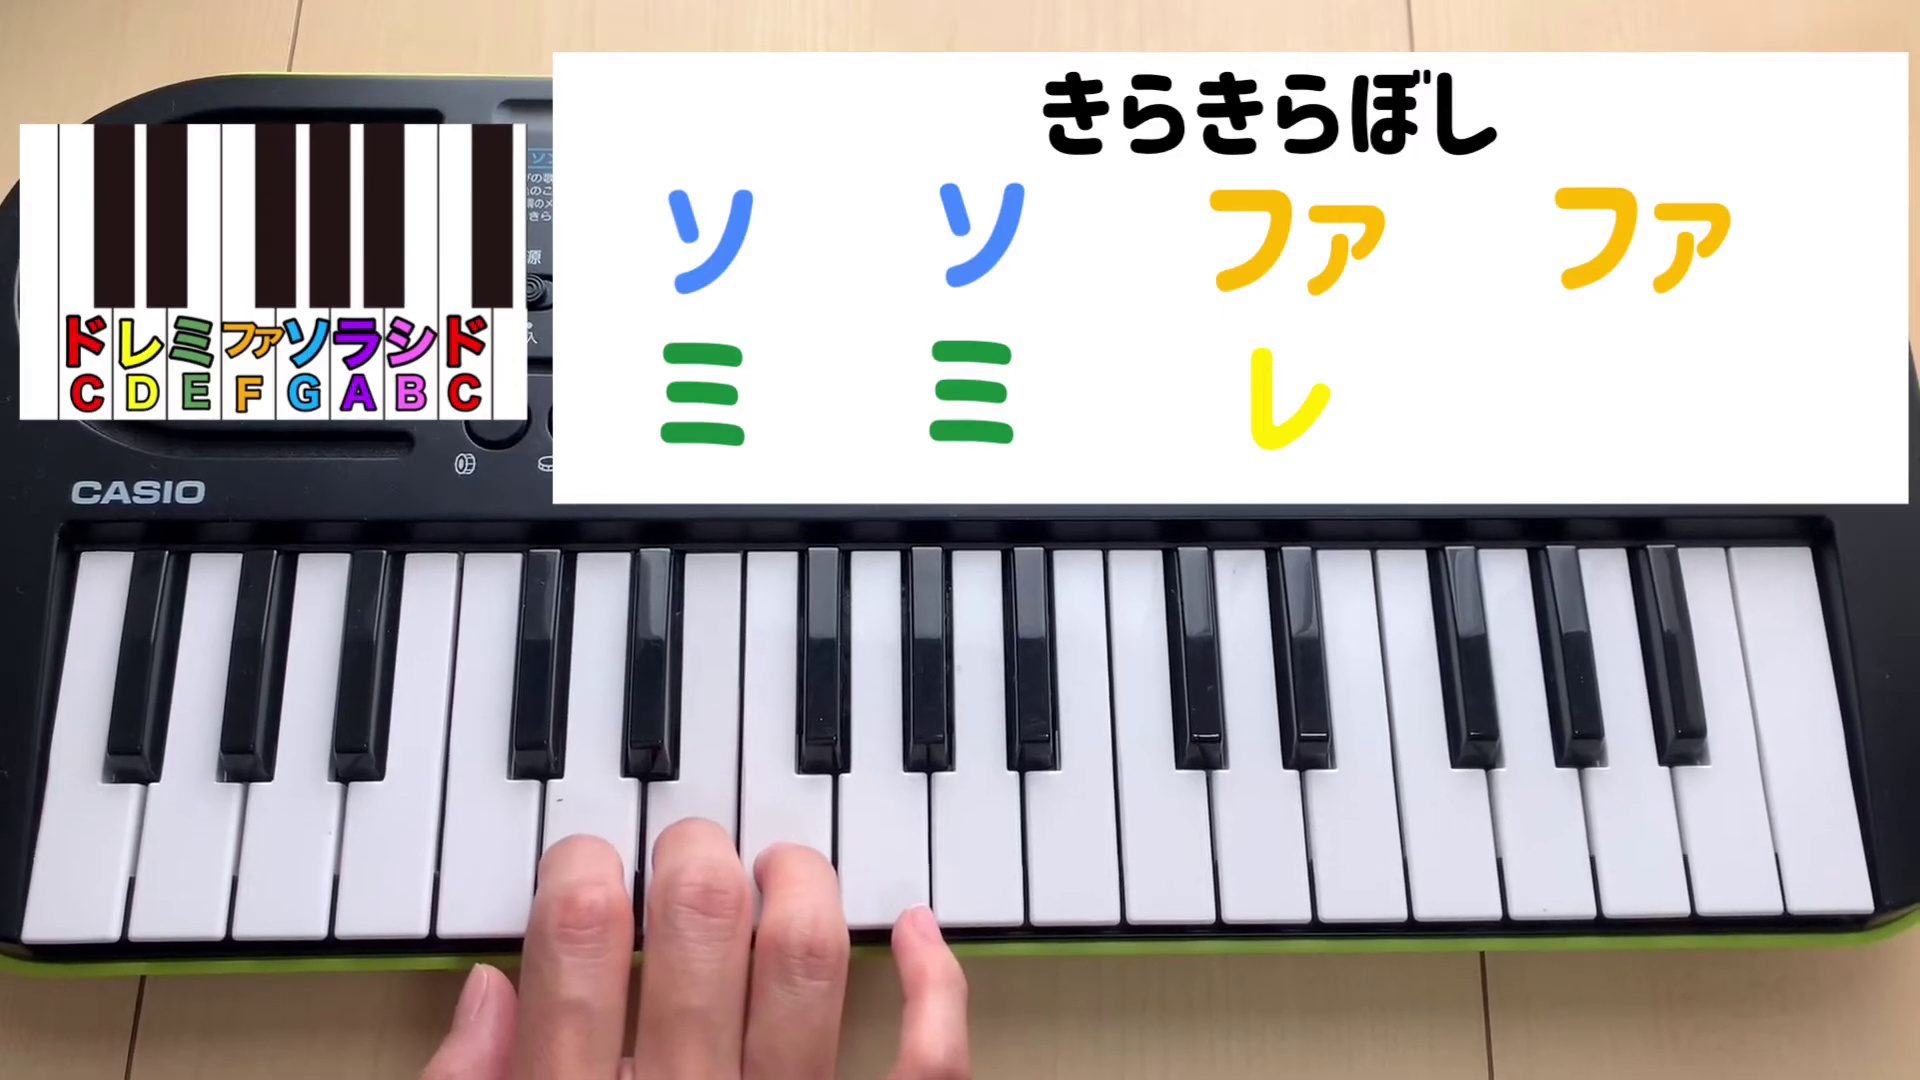 きらきらぼし
ソ ソ ファ ファ
ミ ミ レ
ド レ ミ ファ ソ ラ シ ド
C D E F G A B C
CASIO